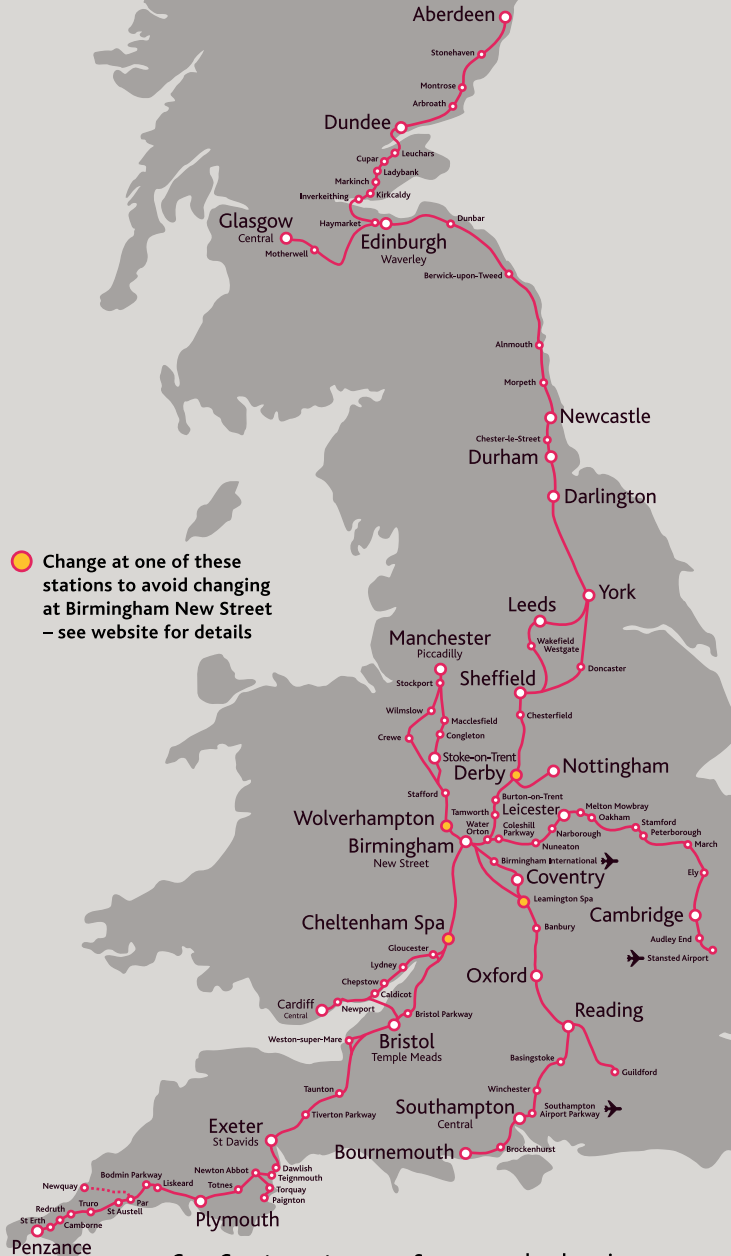 Aberdeen
Stonehaven
Montrose
Arbroath
Dundee
Leuchars
Cupar
Ladybank
Markinch
Kirkcaldy
Inverkeithing
Glasgow
Central
Motherwell
Haymarket
Edinburgh
Waverley
Dunbar
Berwick-upon-Tweed
Alnmouth
Morpeth
Newcastle
Chester-le-Street
Durham
Darlington
Change at one of these
stations to avoid changing
at Birmingham New Street
– see website for details
York
Leeds
Wakefield
Westgate
Doncaster
Manchester
Piccadilly
Stockport
Sheffield
Chesterfield
Wilmslow
Macclesfield
Crewe
Congleton
Stoke-on-Trent
Derby
Nottingham
Stafford
Burton-on-Trent
Tamworth
Leicester
Melton Mowbray
Oakham
Stamford
Peterborough
Wolverhampton
Water
Orton
Coleshill
Parkway
Narborough
Nuneaton
March
Birmingham
New Street
Birmingham International
Ely
Coventry
Leamington Spa
Cambridge
Cheltenham Spa
Banbury
Audley End
Stansted Airport
Gloucester
Lydney
Chepstow
Caldicot
Oxford
Cardiff
Central
Newport
Bristol Parkway
Reading
Bristol
Temple Meads
Weston-super-Mare
Basingstoke
Guildford
Taunton
Winchester
Tiverton Parkway
Southampton
Central
Southampton
Airport Parkway
Exeter
St Davids
Bournemouth
Brockenhurst
Dawlish
Teignmouth
Newton Abbot
Torquay
Paignton
Totnes
Bodmin Parkway
Liskeard
Newquay
Plymouth
Par
St Austell
Truro
Redruth
Camborne
St Erth
Penzance